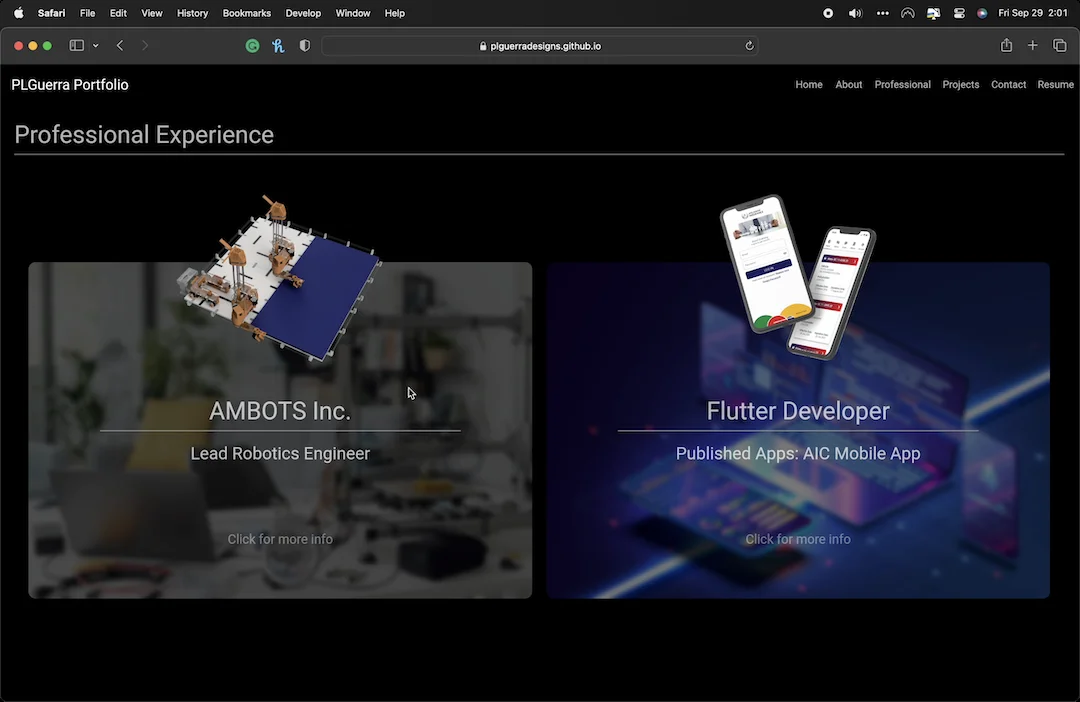 Safari File Edit View History Bookmarks Develop Window Help Fri Sep 29 2:01
plguerradesigns.github.io
PLGuerra Portfolio Home About Professional Projects Contact Resume
Professional Experience
AMBOTS Inc. Flutter Developer
Lead Robotics Engineer Published Apps: AIC Mobile App
Click for more info Click for more info